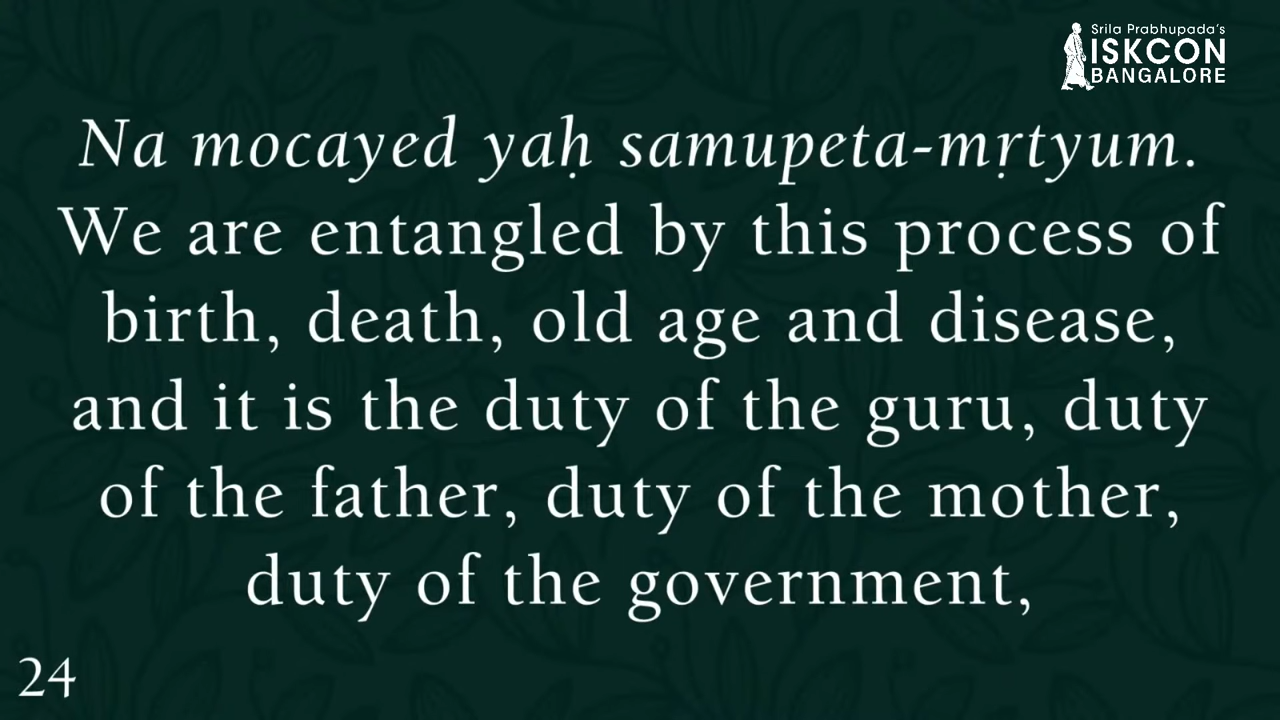 Srila Prabhupada's
ISKCON
BANGALORE
Na mocayed yaḥ samupeta-mṛtyum.
We are entangled by this process of
birth, death, old age and disease,
and it is the duty of the guru, duty
of the father, duty of the mother,
duty of the government,
24